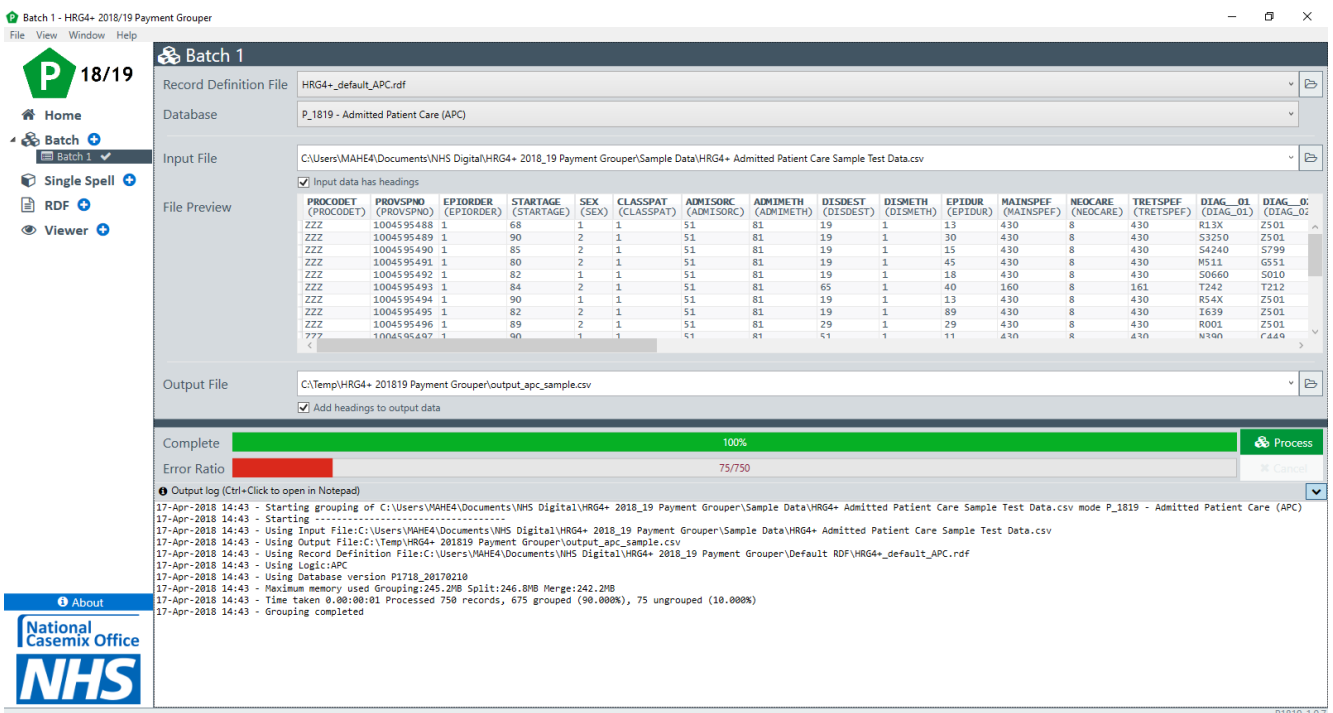 Batch 1 - HRG4+ 2018/19 Payment Grouper
File View Window Help
P 18/19
Home
Batch
Batch 1
Single Spell
RDF
Viewer
Batch 1
Record Definition File HRG4+_default_APC.rdf
Database P_1819 - Admitted Patient Care (APC)
Input File C:\Users\MAHE4\Documents\NHS Digital\HRG4+ 2018_19 Payment Grouper\Sample Data\HRG4+ Admitted Patient Care Sample Test Data.csv
Input data has headings
File Preview
PROCODET PROVSPNO EPIORDER STARTAGE SEX CLASSPAT ADMISORC ADMIMETH DISDEST DISMETH EPIDUR MAINSPEF NEOCARE TRETSPEF DIAG__01 DIAG__02
(PROCODET) (PROVSPNO) (EPIORDER) (STARTAGE) (SEX) (CLASSPAT) (ADMISORC) (ADMIMETH) (DISDEST) (DISMETH) (EPIDUR) (MAINSPEF) (NEOCARE) (TRETSPEF) (DIAG_01) (DIAG_02
ZZZ 1004595488 1 68 1 1 51 81 19 1 13 430 8 430 R13X Z501
ZZZ 1004595489 1 90 2 1 51 81 19 1 30 430 8 430 S3250 Z501
ZZZ 1004595490 1 85 2 1 51 81 19 1 15 430 8 430 S4240 S799
ZZZ 1004595491 1 80 2 1 51 81 19 1 45 430 8 430 M511 G551
ZZZ 1004595492 1 82 1 1 51 81 19 1 18 430 8 430 S0660 S010
ZZZ 1004595493 1 84 2 1 51 81 65 1 40 160 8 161 T242 T212
ZZZ 1004595494 1 90 1 1 51 81 19 1 13 430 8 430 R54X Z501
ZZZ 1004595495 1 82 2 1 51 81 19 1 89 430 8 430 I639 Z501
ZZZ 1004595496 1 89 2 1 51 81 29 1 29 430 8 430 R001 Z501
ZZZ 1004595497 1 90 1 1 51 81 51 1 11 430 8 430 N390 C449
Output File C:\Temp\HRG4+ 201819 Payment Grouper\output_apc_sample.csv
Add headings to output data
Complete 100% Process
Error Ratio 75/750 Cancel
Output log (Ctrl+Click to open in Notepad)
17-Apr-2018 14:43 - Starting grouping of C:\Users\MAHE4\Documents\NHS Digital\HRG4+ 2018_19 Payment Grouper\Sample Data\HRG4+ Admitted Patient Care Sample Test Data.csv mode P_1819 - Admitted Patient Care (APC)
17-Apr-2018 14:43 - Starting ----------------------------------
17-Apr-2018 14:43 - Using Input File:C:\Users\MAHE4\Documents\NHS Digital\HRG4+ 2018_19 Payment Grouper\Sample Data\HRG4+ Admitted Patient Care Sample Test Data.csv
17-Apr-2018 14:43 - Using Output File:C:\Temp\HRG4+ 201819 Payment Grouper\output_apc_sample.csv
17-Apr-2018 14:43 - Using Record Definition File:C:\Users\MAHE4\Documents\NHS Digital\HRG4+ 2018_19 Payment Grouper\Default RDF\HRG4+_default_APC.rdf
17-Apr-2018 14:43 - Using Logic:APC
17-Apr-2018 14:43 - Using Database version P1718_20170210
17-Apr-2018 14:43 - Maximum memory used Grouping:245.2MB Split:246.8MB Merge:242.2MB
17-Apr-2018 14:43 - Time taken 0.00:00:01 Processed 750 records, 675 grouped (90.000%), 75 ungrouped (10.000%)
17-Apr-2018 14:43 - Grouping completed
About
National
Casemix Office
NHS